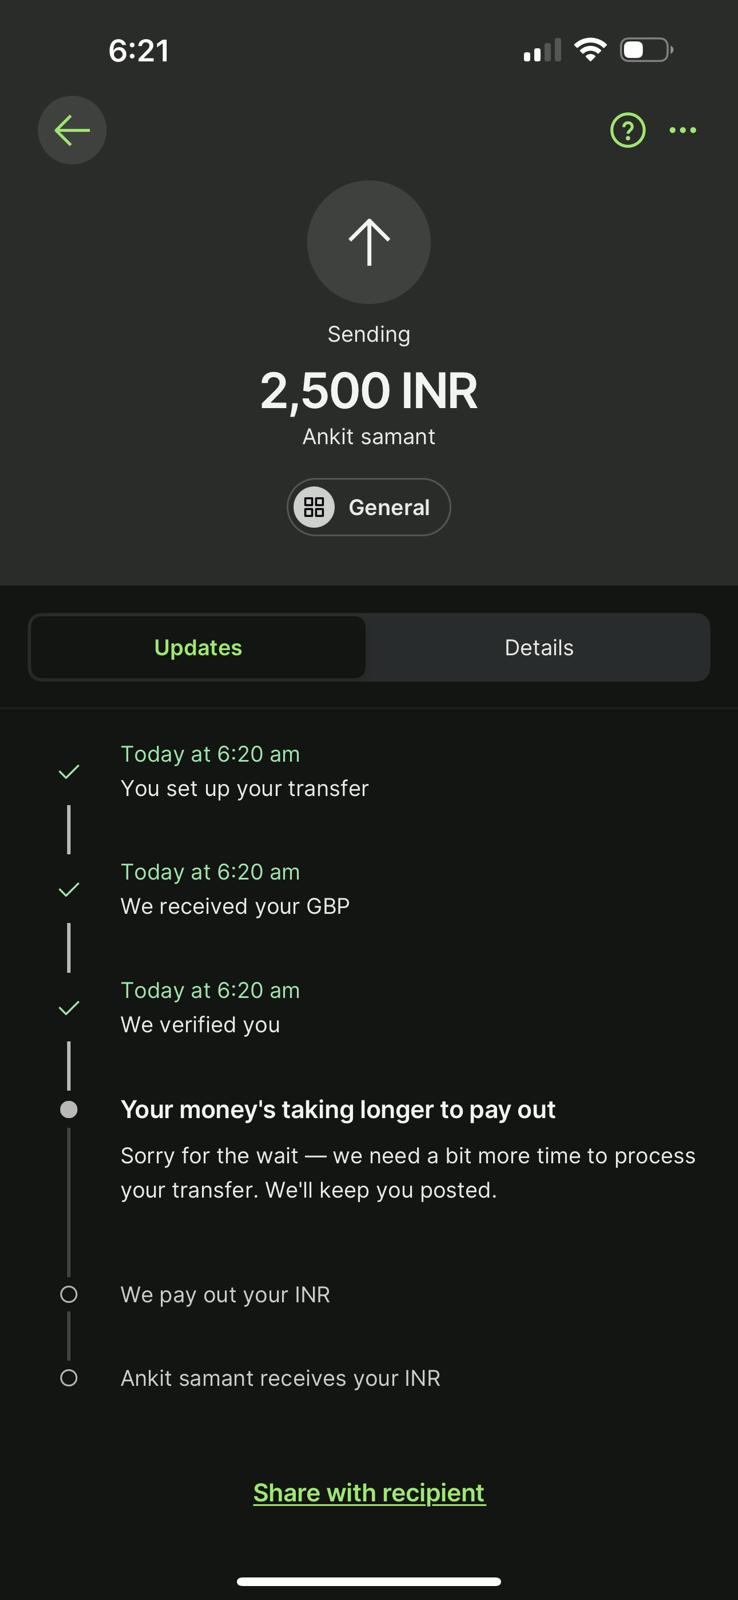 6:21
?
Sending
2,500 INR
Ankit samant
General
Updates
Details
Today at 6:20 am
You set up your transfer
Today at 6:20 am
We received your GBP
Today at 6:20 am
We verified you
Your money's taking longer to pay out
Sorry for the wait — we need a bit more time to process
your transfer. We'll keep you posted.
We pay out your INR
Ankit samant receives your INR
Share with recipient